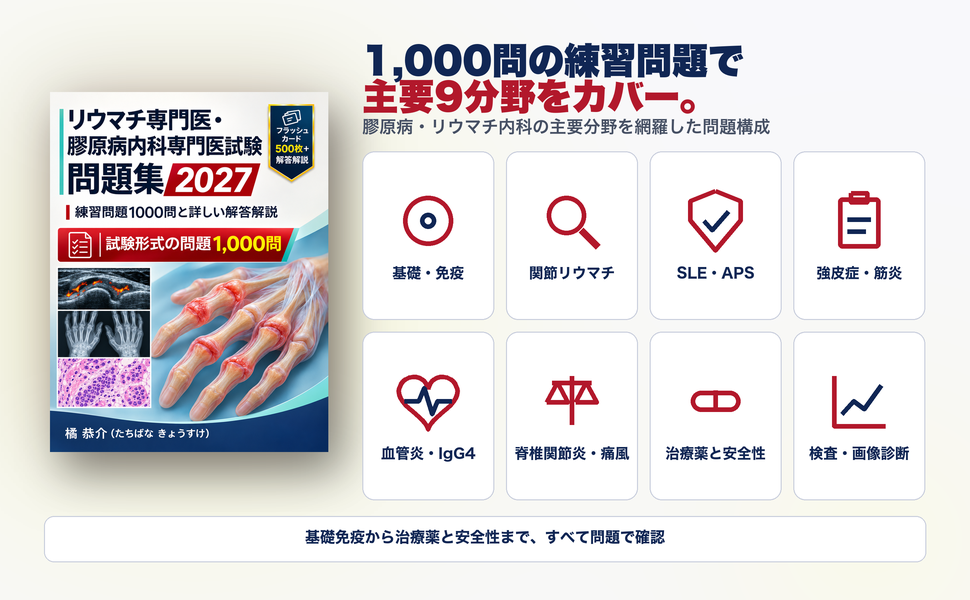 1,000問の練習問題で
主要9分野をカバー。
膠原病・リウマチ内科の主要分野を網羅した問題構成
リウマチ専門医・
膠原病内科専門医試験
問題集 2027
フラッシュ
カード
500枚+
解答解説
練習問題1000問と詳しい解答解説
試験形式の問題1,000問
橘 恭介(たちばな きょうすけ)
基礎・免疫
関節リウマチ
SLE・APS
強皮症・筋炎
血管炎・IgG4
脊椎関節炎・痛風
治療薬と安全性
検査・画像診断
基礎免疫から治療薬と安全性まで、すべて問題で確認